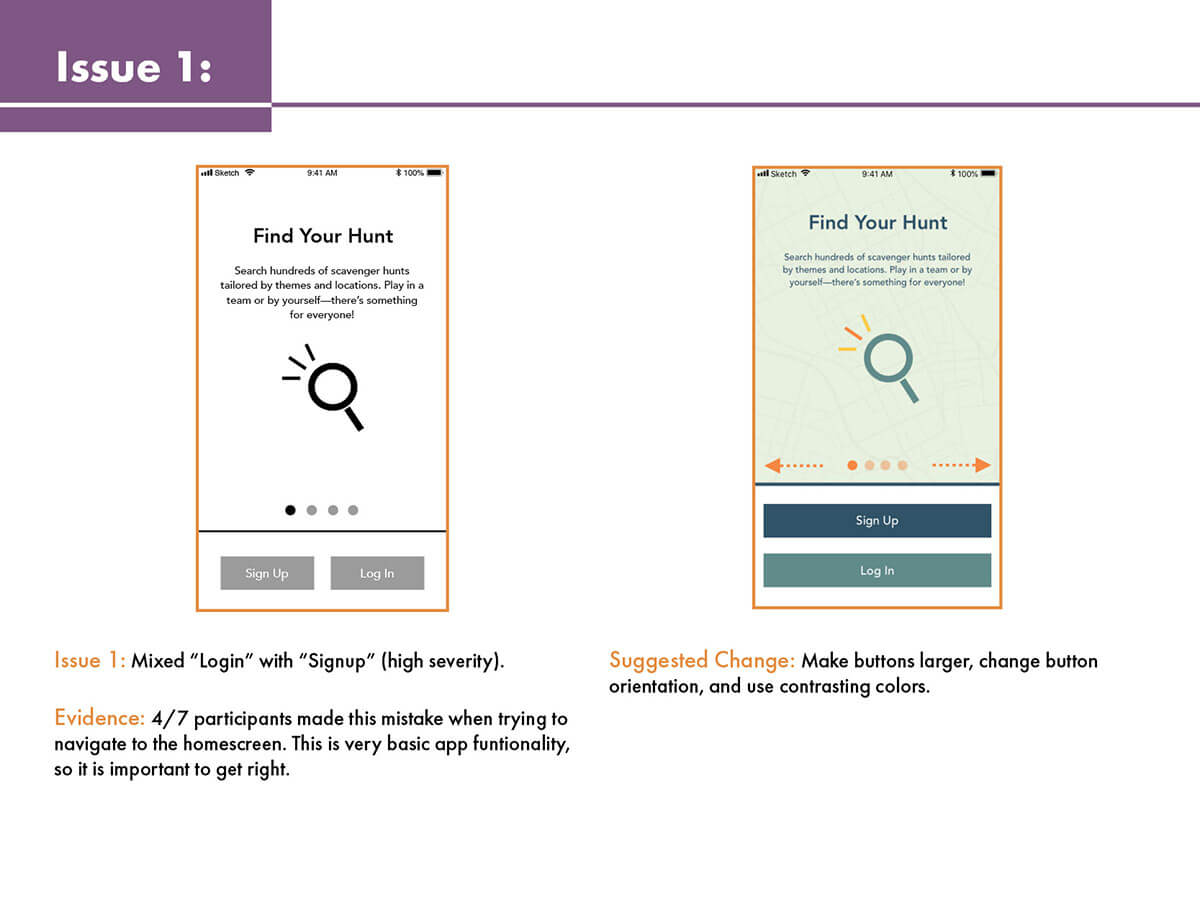 Issue 1:
Sketch 9:41 AM 100%
Find Your Hunt
Search hundreds of scavenger hunts
tailored by themes and locations. Play in a
team or by yourself—there's something
for everyone!
Sign Up
Log In
Sketch 9:41 AM 100%
Find Your Hunt
Search hundreds of scavenger hunts tailored
by themes and locations. Play in a team or by
yourself—there's something for everyone!
Sign Up
Log In
Issue 1: Mixed “Login” with “Signup” (high severity).
Evidence: 4/7 participants made this mistake when trying to
navigate to the homescreen. This is very basic app funtionality,
so it is important to get right.
Suggested Change: Make buttons larger, change button
orientation, and use contrasting colors.